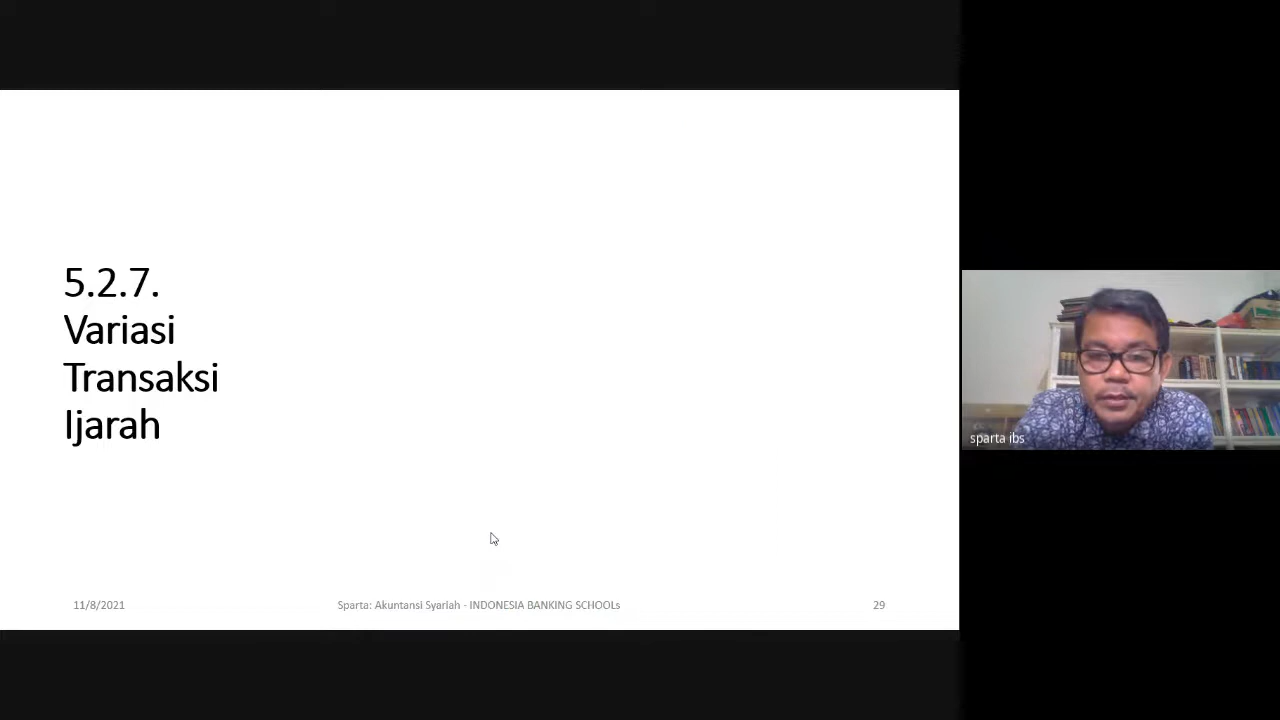 5.2.7.
Variasi
Transaksi
Ijarah
11/8/2021
Sparta: Akuntansi Syariah - INDONESIA BANKING SCHOOLs
29
sparta ibs